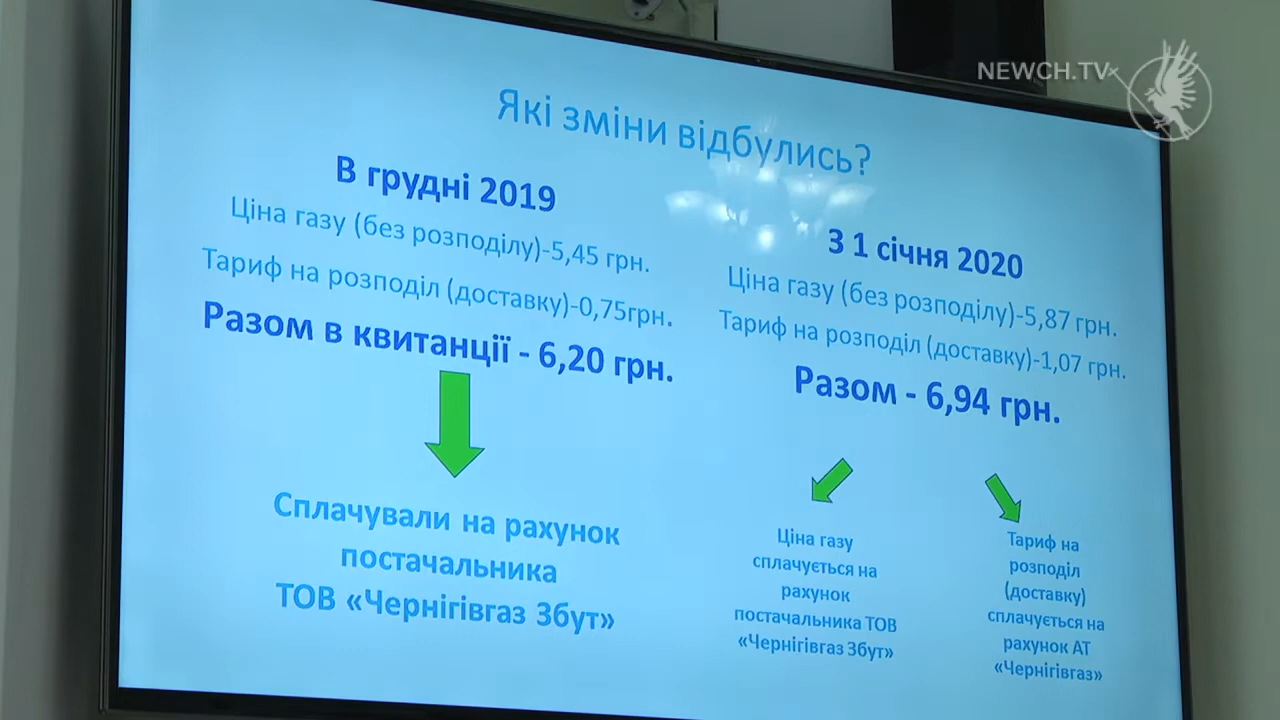 NEWCH.TV
Які зміни відбулись?
В грудні 2019
Ціна газу (без розподілу)-5,45 грн.
Тариф на розподіл (доставку)-0,75грн.
Разом в квитанції - 6,20 грн.
Сплачували на рахунок
постачальника
ТОВ «Чернігівгаз Збут»
З 1 січня 2020
Ціна газу (без розподілу)-5,87 грн.
Тариф на розподіл (доставку)-1,07 грн.
Разом - 6,94 грн.
Ціна газу
сплачується на
рахунок
постачальника ТОВ
«Чернігівгаз Збут»
Тариф на
розподіл
(доставку)
сплачується на
рахунок АТ
«Чернігівгаз»